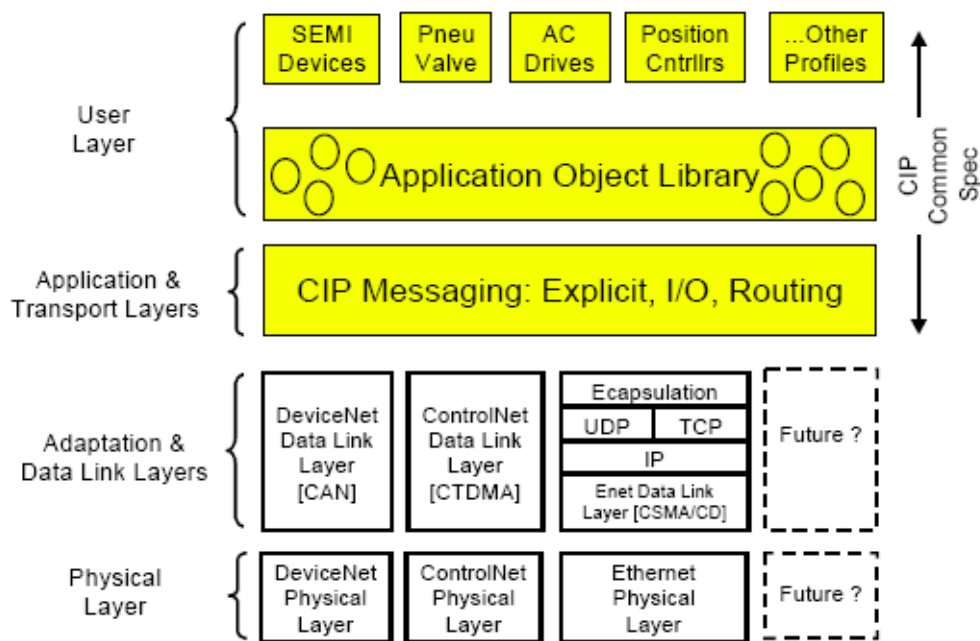 SEMI
Devices
Pneu
Valve
AC
Drives
Position
Cntrllrs
...Other
Profiles
User
Layer
Application Object Library
CIP
Common
Spec
Application &
Transport Layers
CIP Messaging: Explicit, I/O, Routing
Adaptation &
Data Link Layers
DeviceNet
Data Link
Layer
[CAN]
ControlNet
Data Link
Layer
[CTDMA]
Ecapsulation
UDP
TCP
IP
Enet Data Link
Layer [CSMA/CD]
Future ?
Physical
Layer
DeviceNet
Physical
Layer
ControlNet
Physical
Layer
Ethernet
Physical
Layer
Future ?